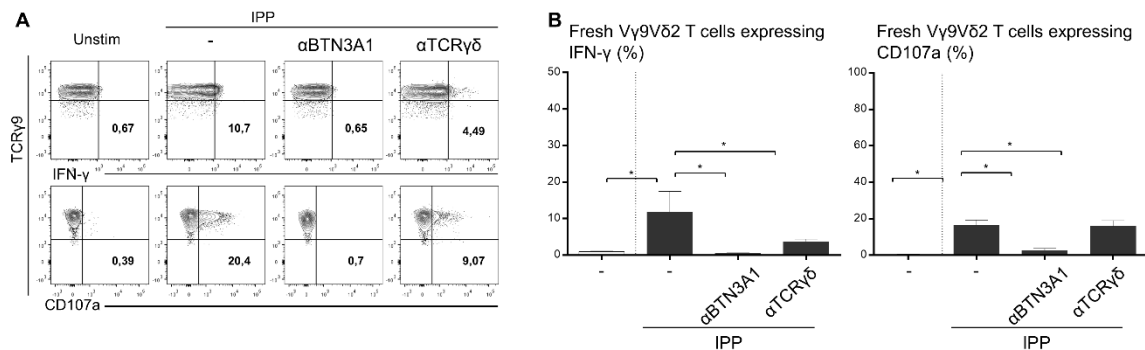 A
IPP
Unstim
-
αBTN3A1
αTCRγδ
TCRγ9
0,67
10,7
0,65
4,49
IFN-γ
0,39
20,4
0,7
9,07
CD107a
B
Fresh Vγ9Vδ2 T cells expressing
IFN-γ (%)
50
40
30
20
10
0
*
*
*
-
-
αBTN3A1
αTCRγδ
IPP
Fresh Vγ9Vδ2 T cells expressing
CD107a (%)
100
80
60
40
20
0
*
*
*
-
-
αBTN3A1
αTCRγδ
IPP